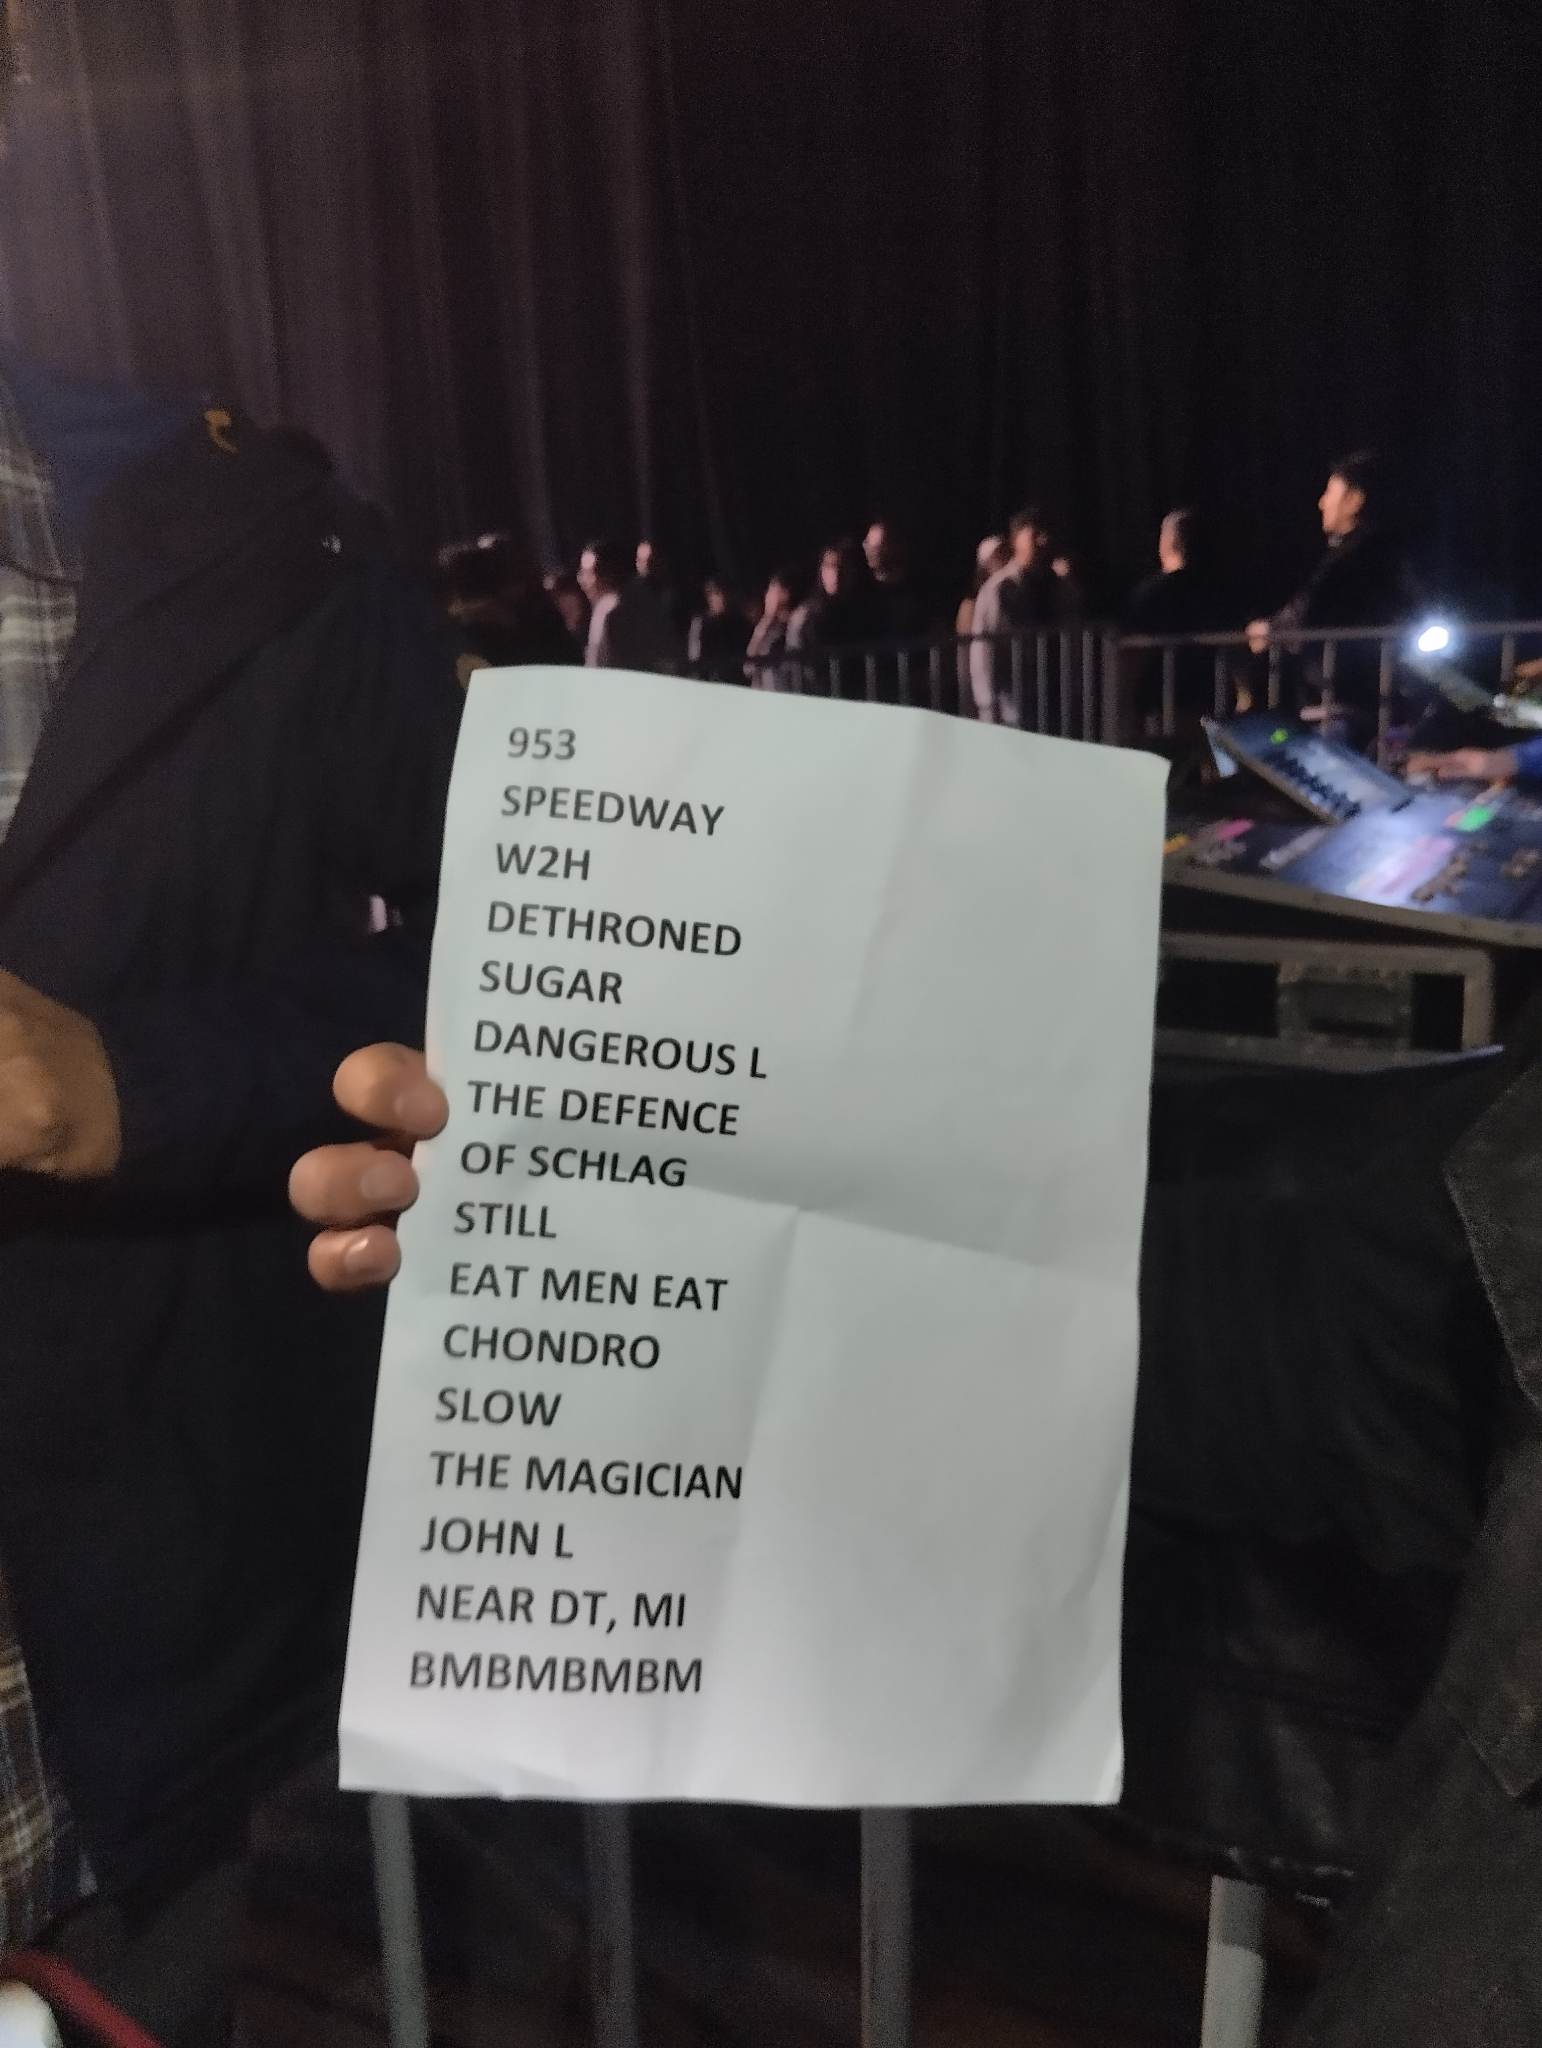 953
SPEEDWAY
W2H
DETHRONED
SUGAR
DANGEROUS L
THE DEFENCE
OF SCHLAG
STILL
EAT MEN EAT
CHONDRO
SLOW
THE MAGICIAN
JOHN L
NEAR DT, MI
BMBMBMBM